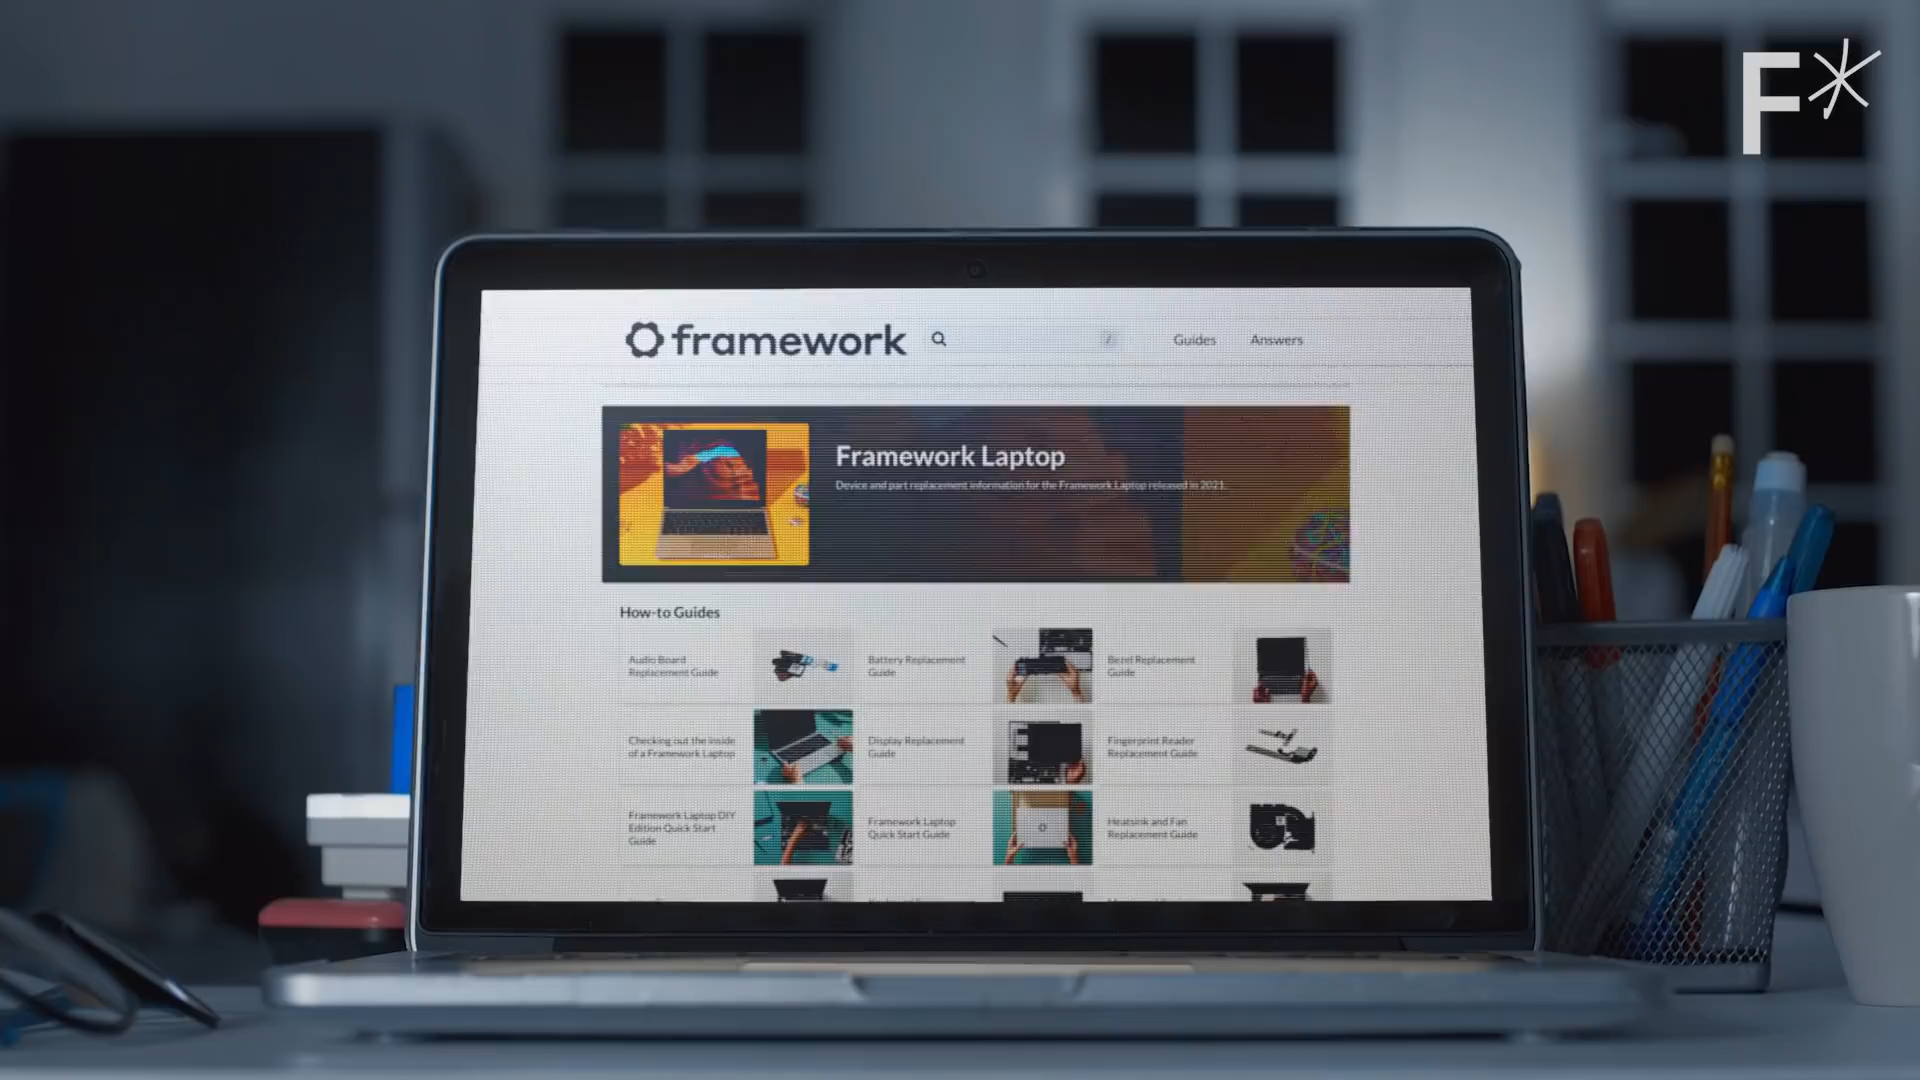 F*
framework
/
Guides
Answers
Framework Laptop
Device and part replacement information for the Framework Laptop released in 2021.
How-to Guides
Audio Board
Replacement Guide
Battery Replacement
Guide
Bezel Replacement
Guide
Checking out the inside
of a Framework Laptop
Display Replacement
Guide
Fingerprint Reader
Replacement Guide
Framework Laptop DIY
Edition Quick Start
Guide
Framework Laptop
Quick Start Guide
Heatsink and Fan
Replacement Guide